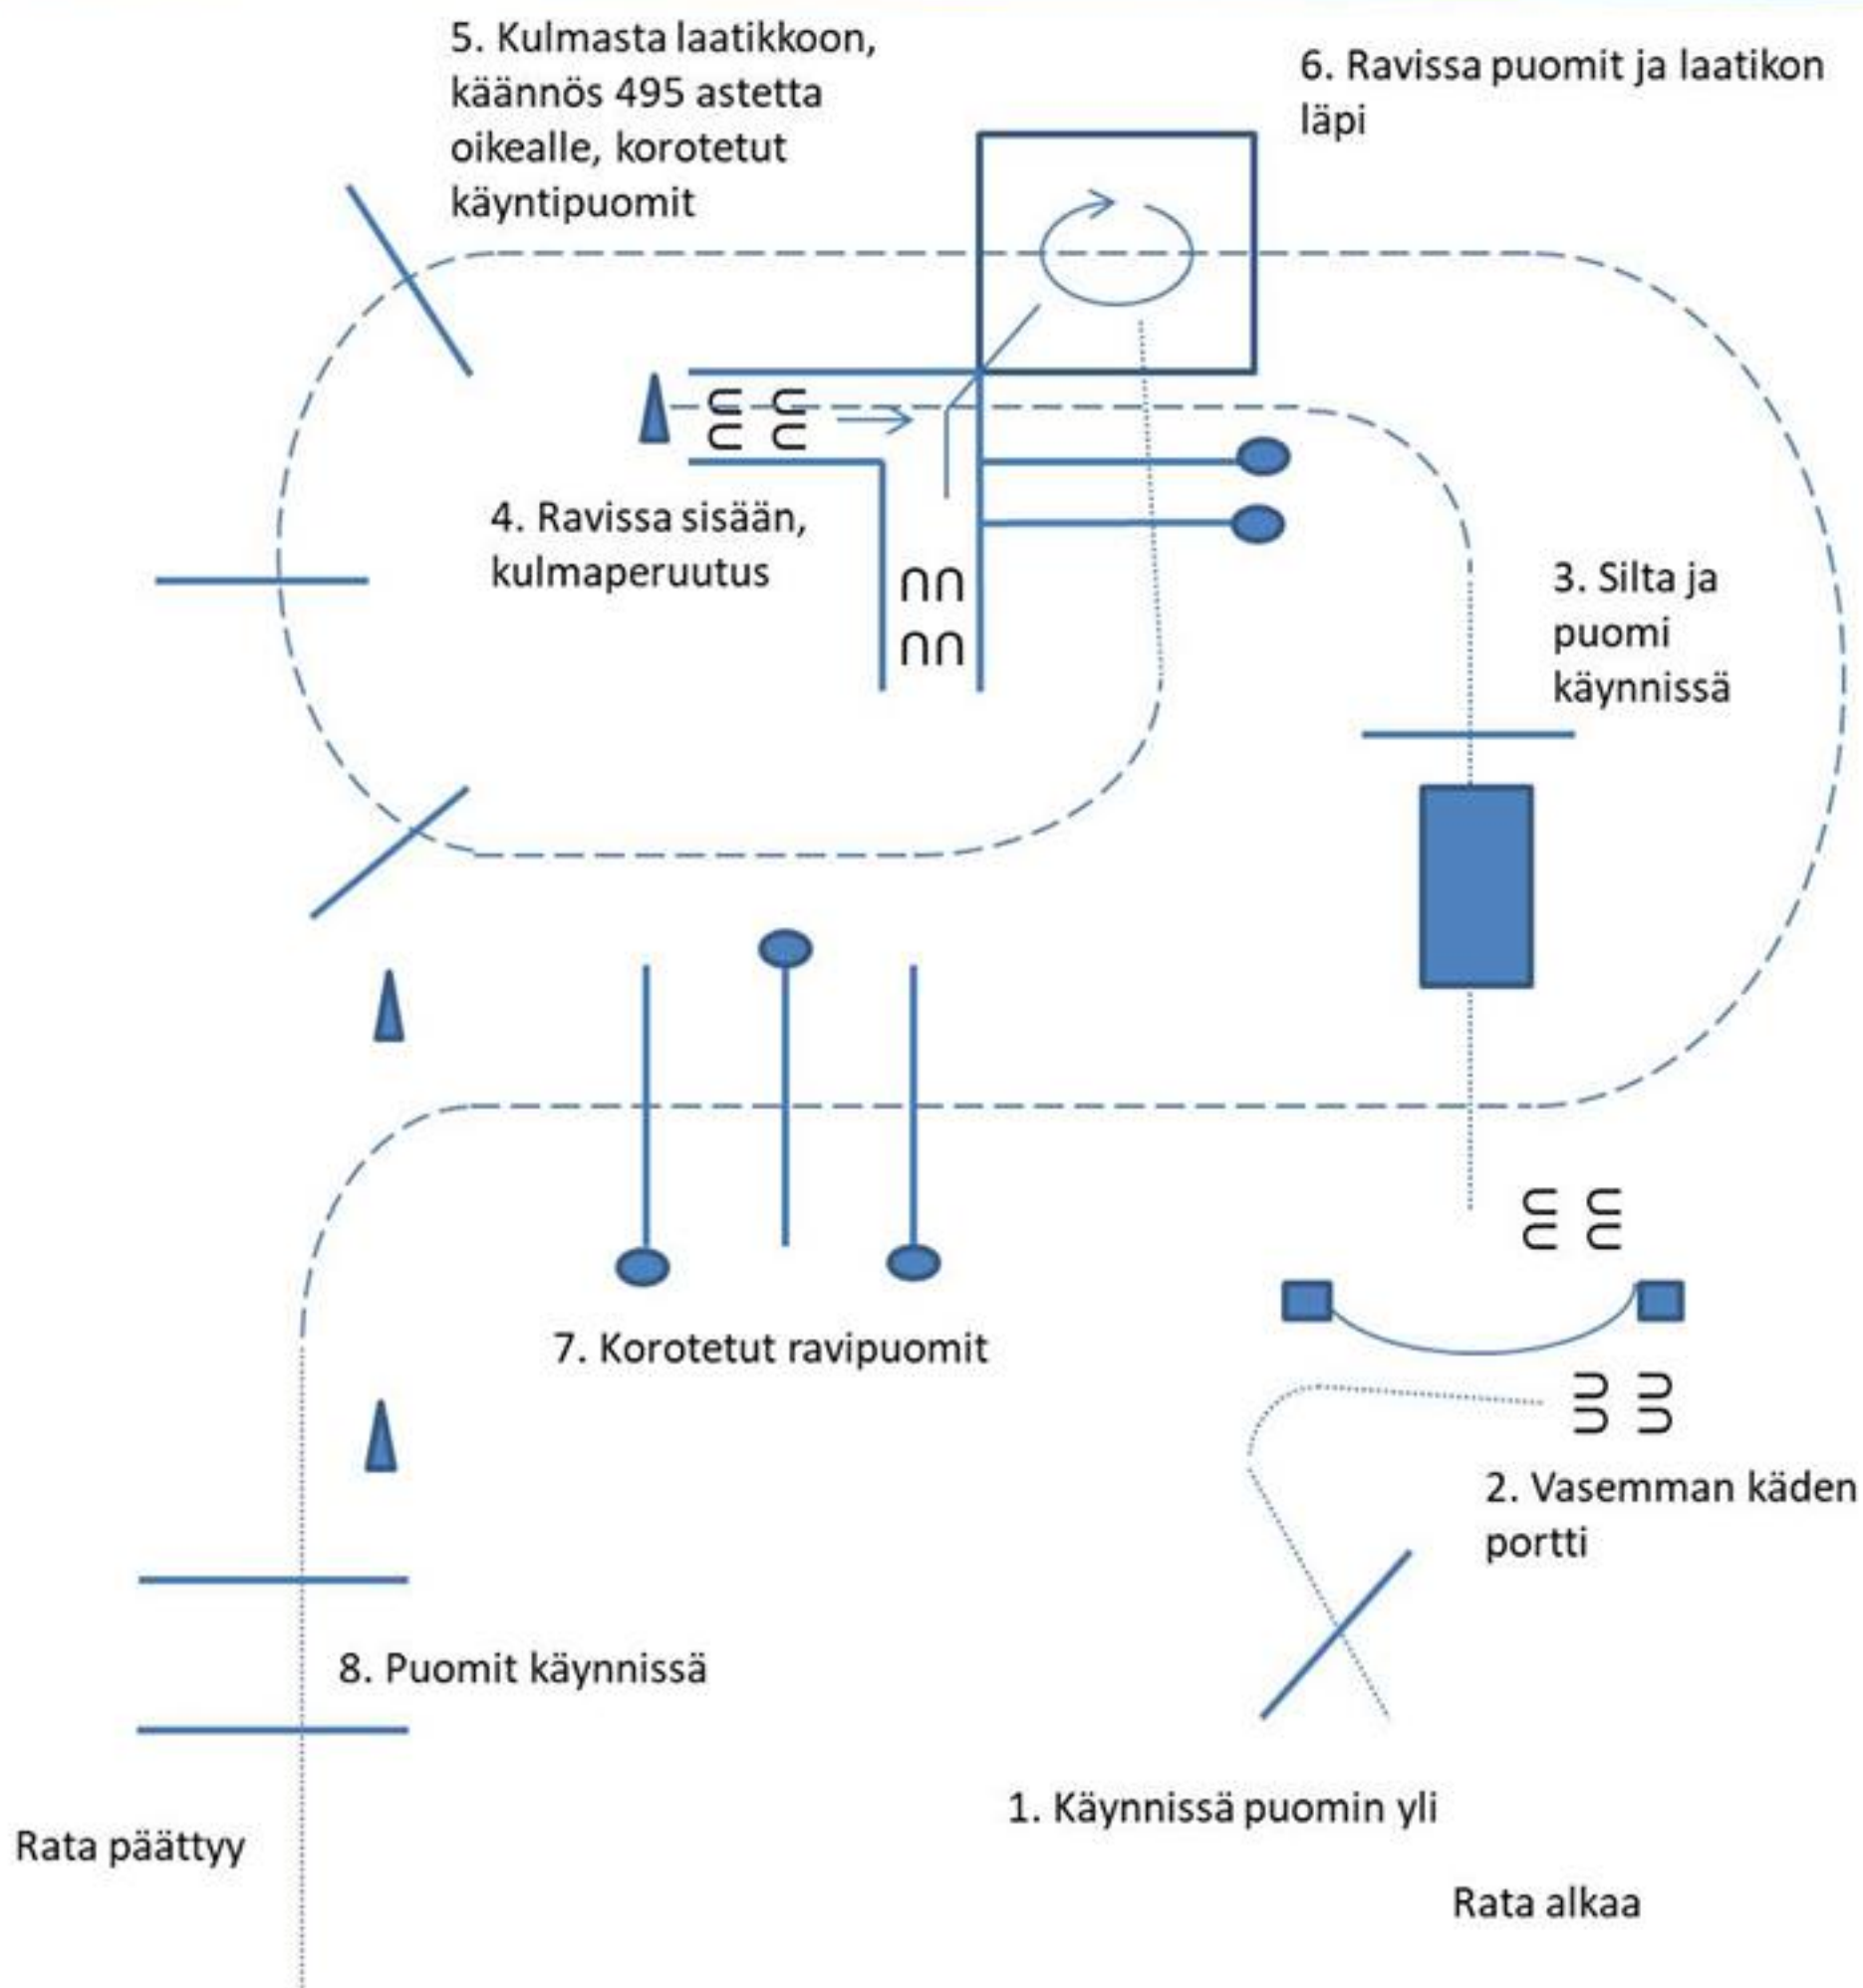 5. Kulmasta laatikkoon,
käännös 495 astetta
oikealle, korotetut
käyntipuomit
6. Ravissa puomit ja laatikon
läpi
4. Ravissa sisään,
kulmaperuutus
3. Silta ja
puomi
käynnissä
7. Korotetut ravipuomit
2. Vasemman käden
portti
8. Puomit käynnissä
1. Käynnissä puomin yli
Rata päättyy
Rata alkaa